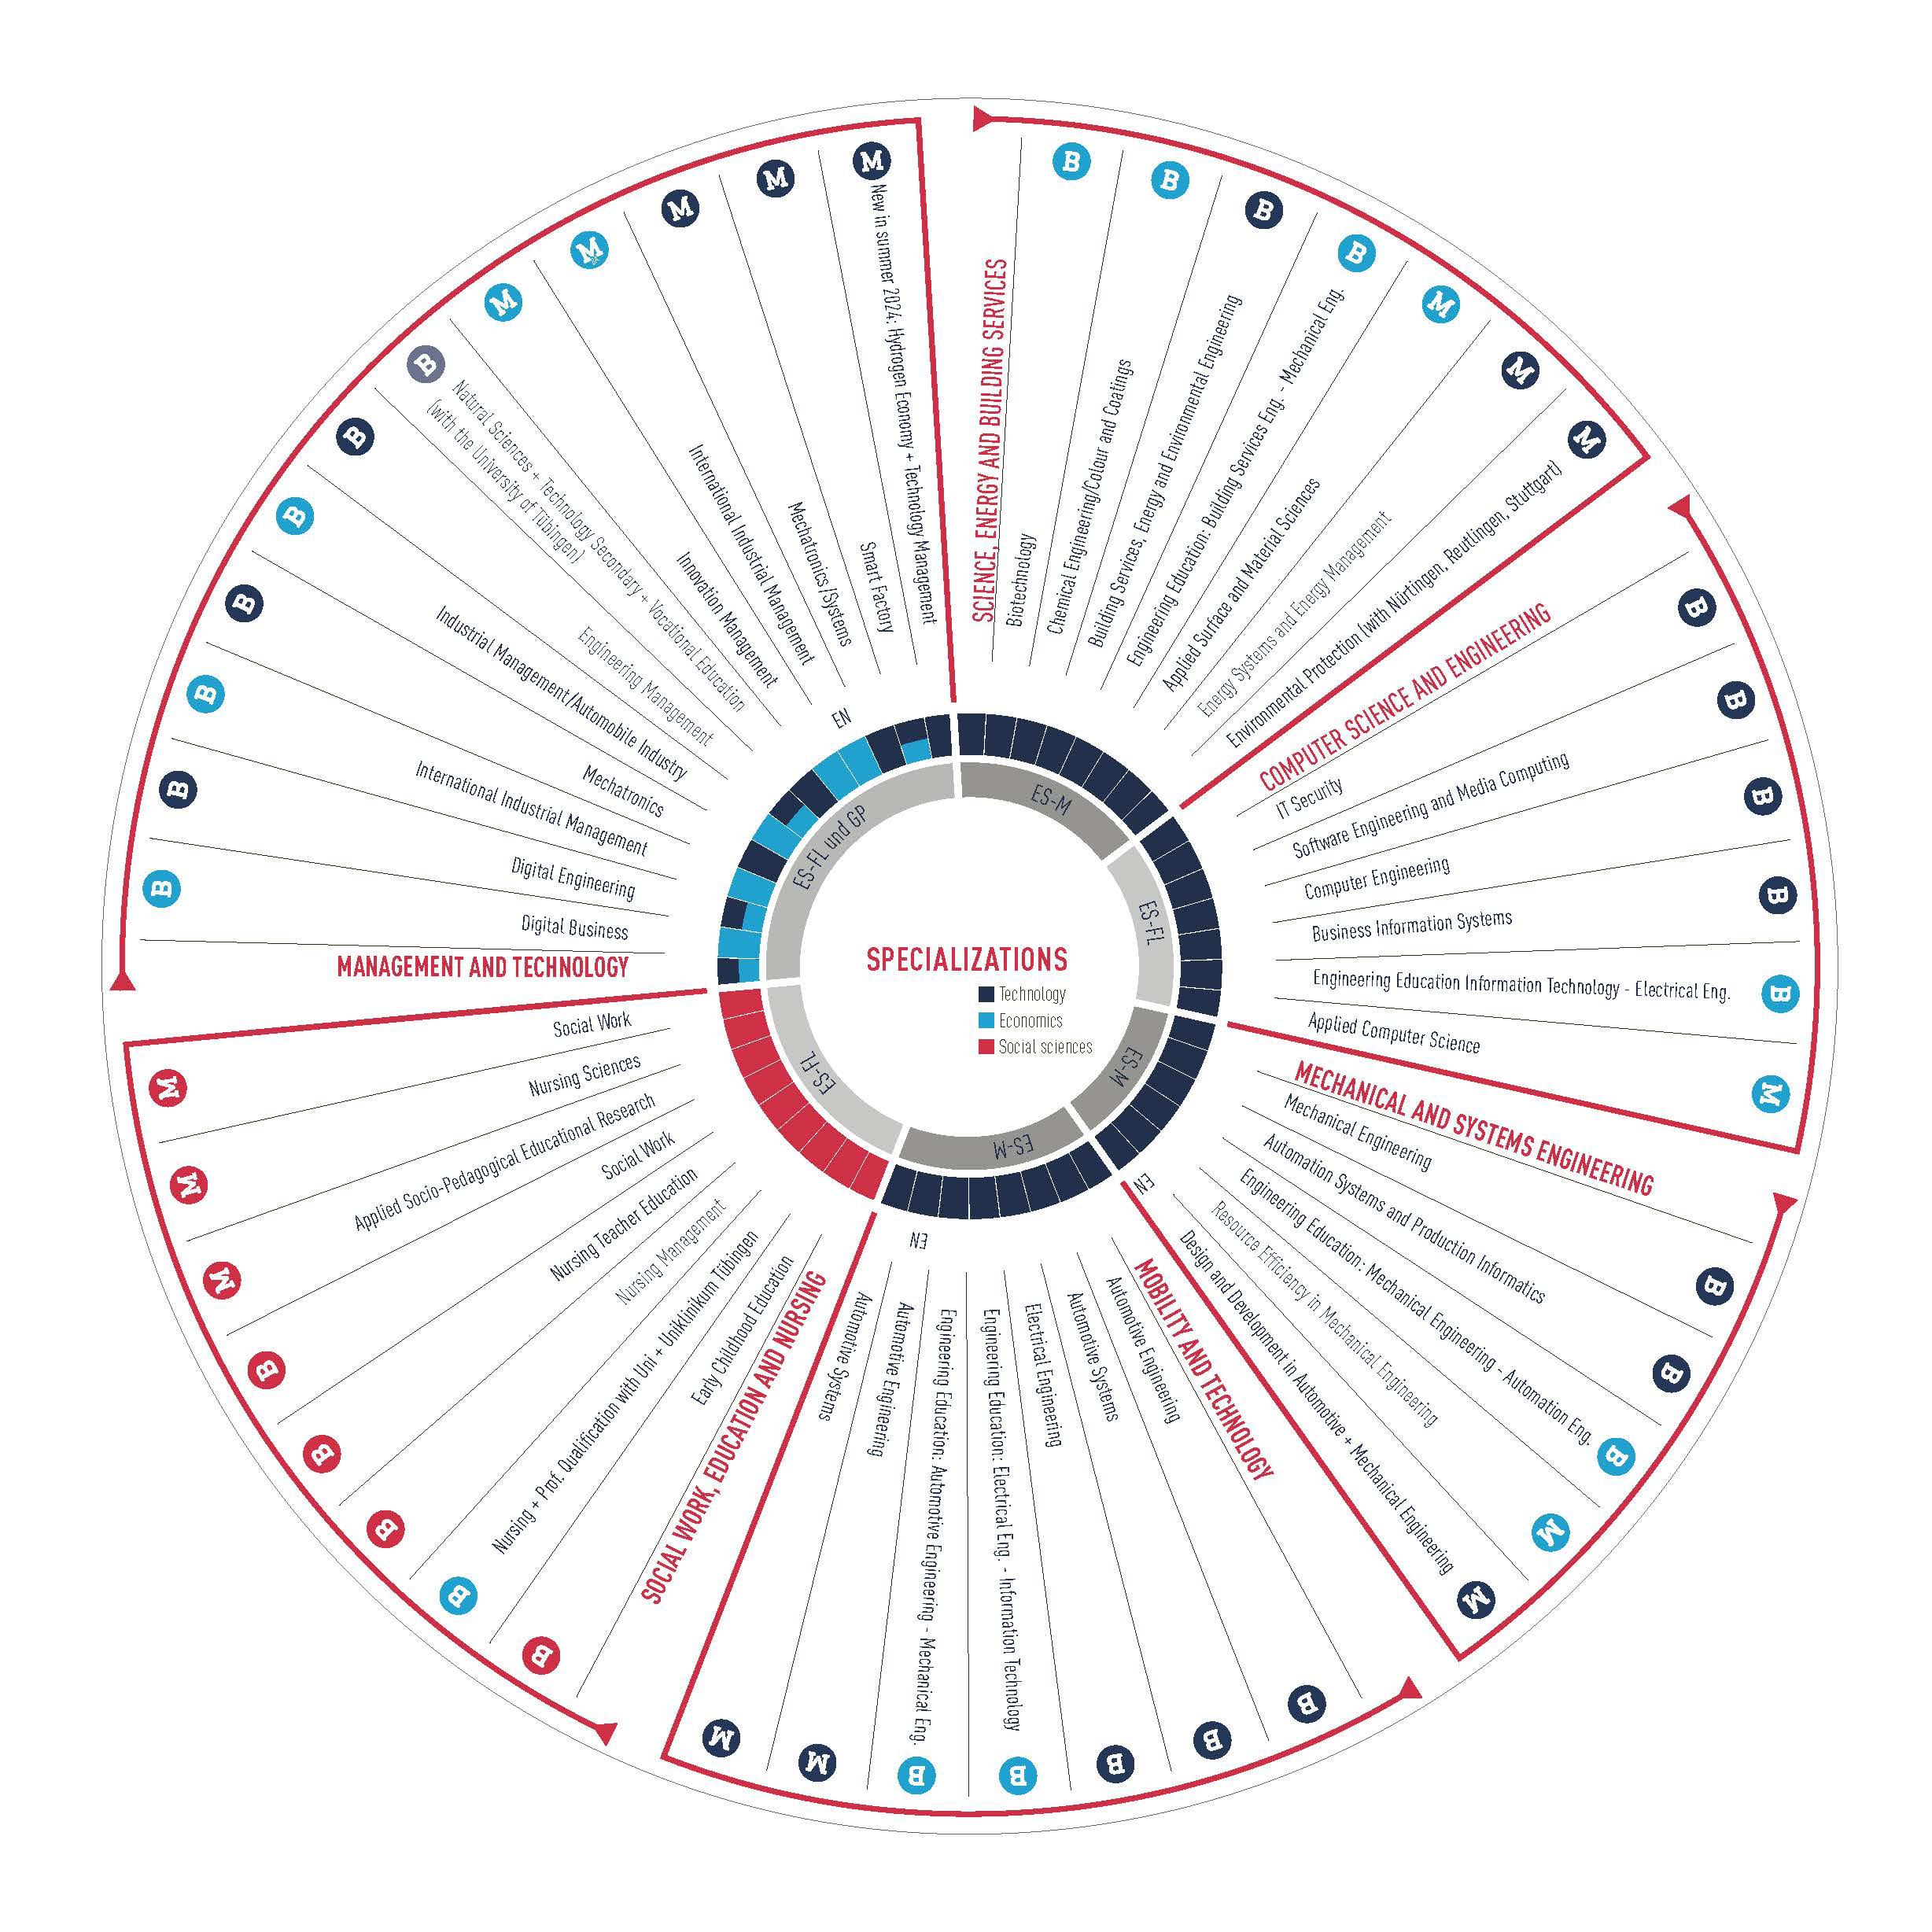 SCIENCE, ENERGY AND BUILDING SERVICES
Biotechnology
B
Chemical Engineering/Colour and Coatings
B
Building Services, Energy and Environmental Engineering
B
Engineering Education: Building Services Eng. - Mechanical Eng.
B
Applied Surface and Material Sciences
M
Energy Systems and Energy Management
M
Environmental Protection (with Nürtingen, Reutlingen, Stuttgart)
M
COMPUTER SCIENCE AND ENGINEERING
IT Security
B
Software Engineering and Media Computing
B
Computer Engineering
B
Business Information Systems
B
Engineering Education Information Technology - Electrical Eng.
B
Applied Computer Science
M
MECHANICAL AND SYSTEMS ENGINEERING
Mechanical Engineering
B
Automation Systems and Production Informatics
B
Engineering Education: Mechanical Engineering - Automation Eng.
B
Resource Efficiency in Mechanical Engineering
M
Design and Development in Automotive + Mechanical Engineering
M
EN
MOBILITY AND TECHNOLOGY
Automotive Engineering
B
Automotive Systems
B
Electrical Engineering
B
Engineering Education: Electrical Eng. - Information Technology
B
Engineering Education: Automotive Engineering - Mechanical Eng.
B
Automotive Engineering
M
Automotive Systems
M
EN
SOCIAL WORK, EDUCATION AND NURSING
Early Childhood Education
B
Nursing + Prof. Qualification with Uni + Uniklinikum Tübingen
B
Nursing Management
B
Nursing Teacher Education
B
Social Work
B
Applied Socio-Pedagogical Educational Research
M
Nursing Sciences
M
Social Work
M
MANAGEMENT AND TECHNOLOGY
Digital Business
B
Digital Engineering
B
International Industrial Management
B
Mechatronics
B
Industrial Management/Automobile Industry
B
Engineering Management
B
Natural Sciences + Technology Secondary + Vocational Education
(with the University of Tübingen)
B
Innovation Management
M
International Industrial Management
M
EN
Mechatronics/Systems
M
Smart Factory
M
New in summer 2024: Hydrogen Economy + Technology Management
M
ES-M
ES-FL
ES-M
ES-M
ES-FL
ES-FL und GP
SPECIALIZATIONS
Technology
Economics
Social sciences